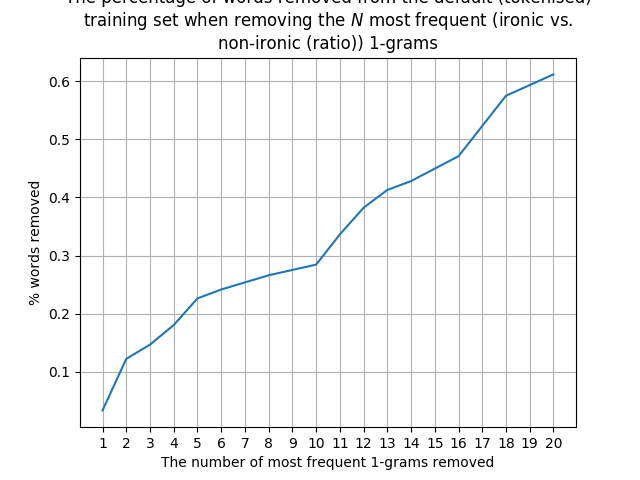 The percentage of words removed from the default (tokenised)
training set when removing the N most frequent (ironic vs.
non-ironic (ratio)) 1-grams
0.6
0.5
0.4
0.3
0.2
0.1
% words removed
1 2 3 4 5 6 7 8 9 10 11 12 13 14 15 16 17 18 19 20
The number of most frequent 1-grams removed